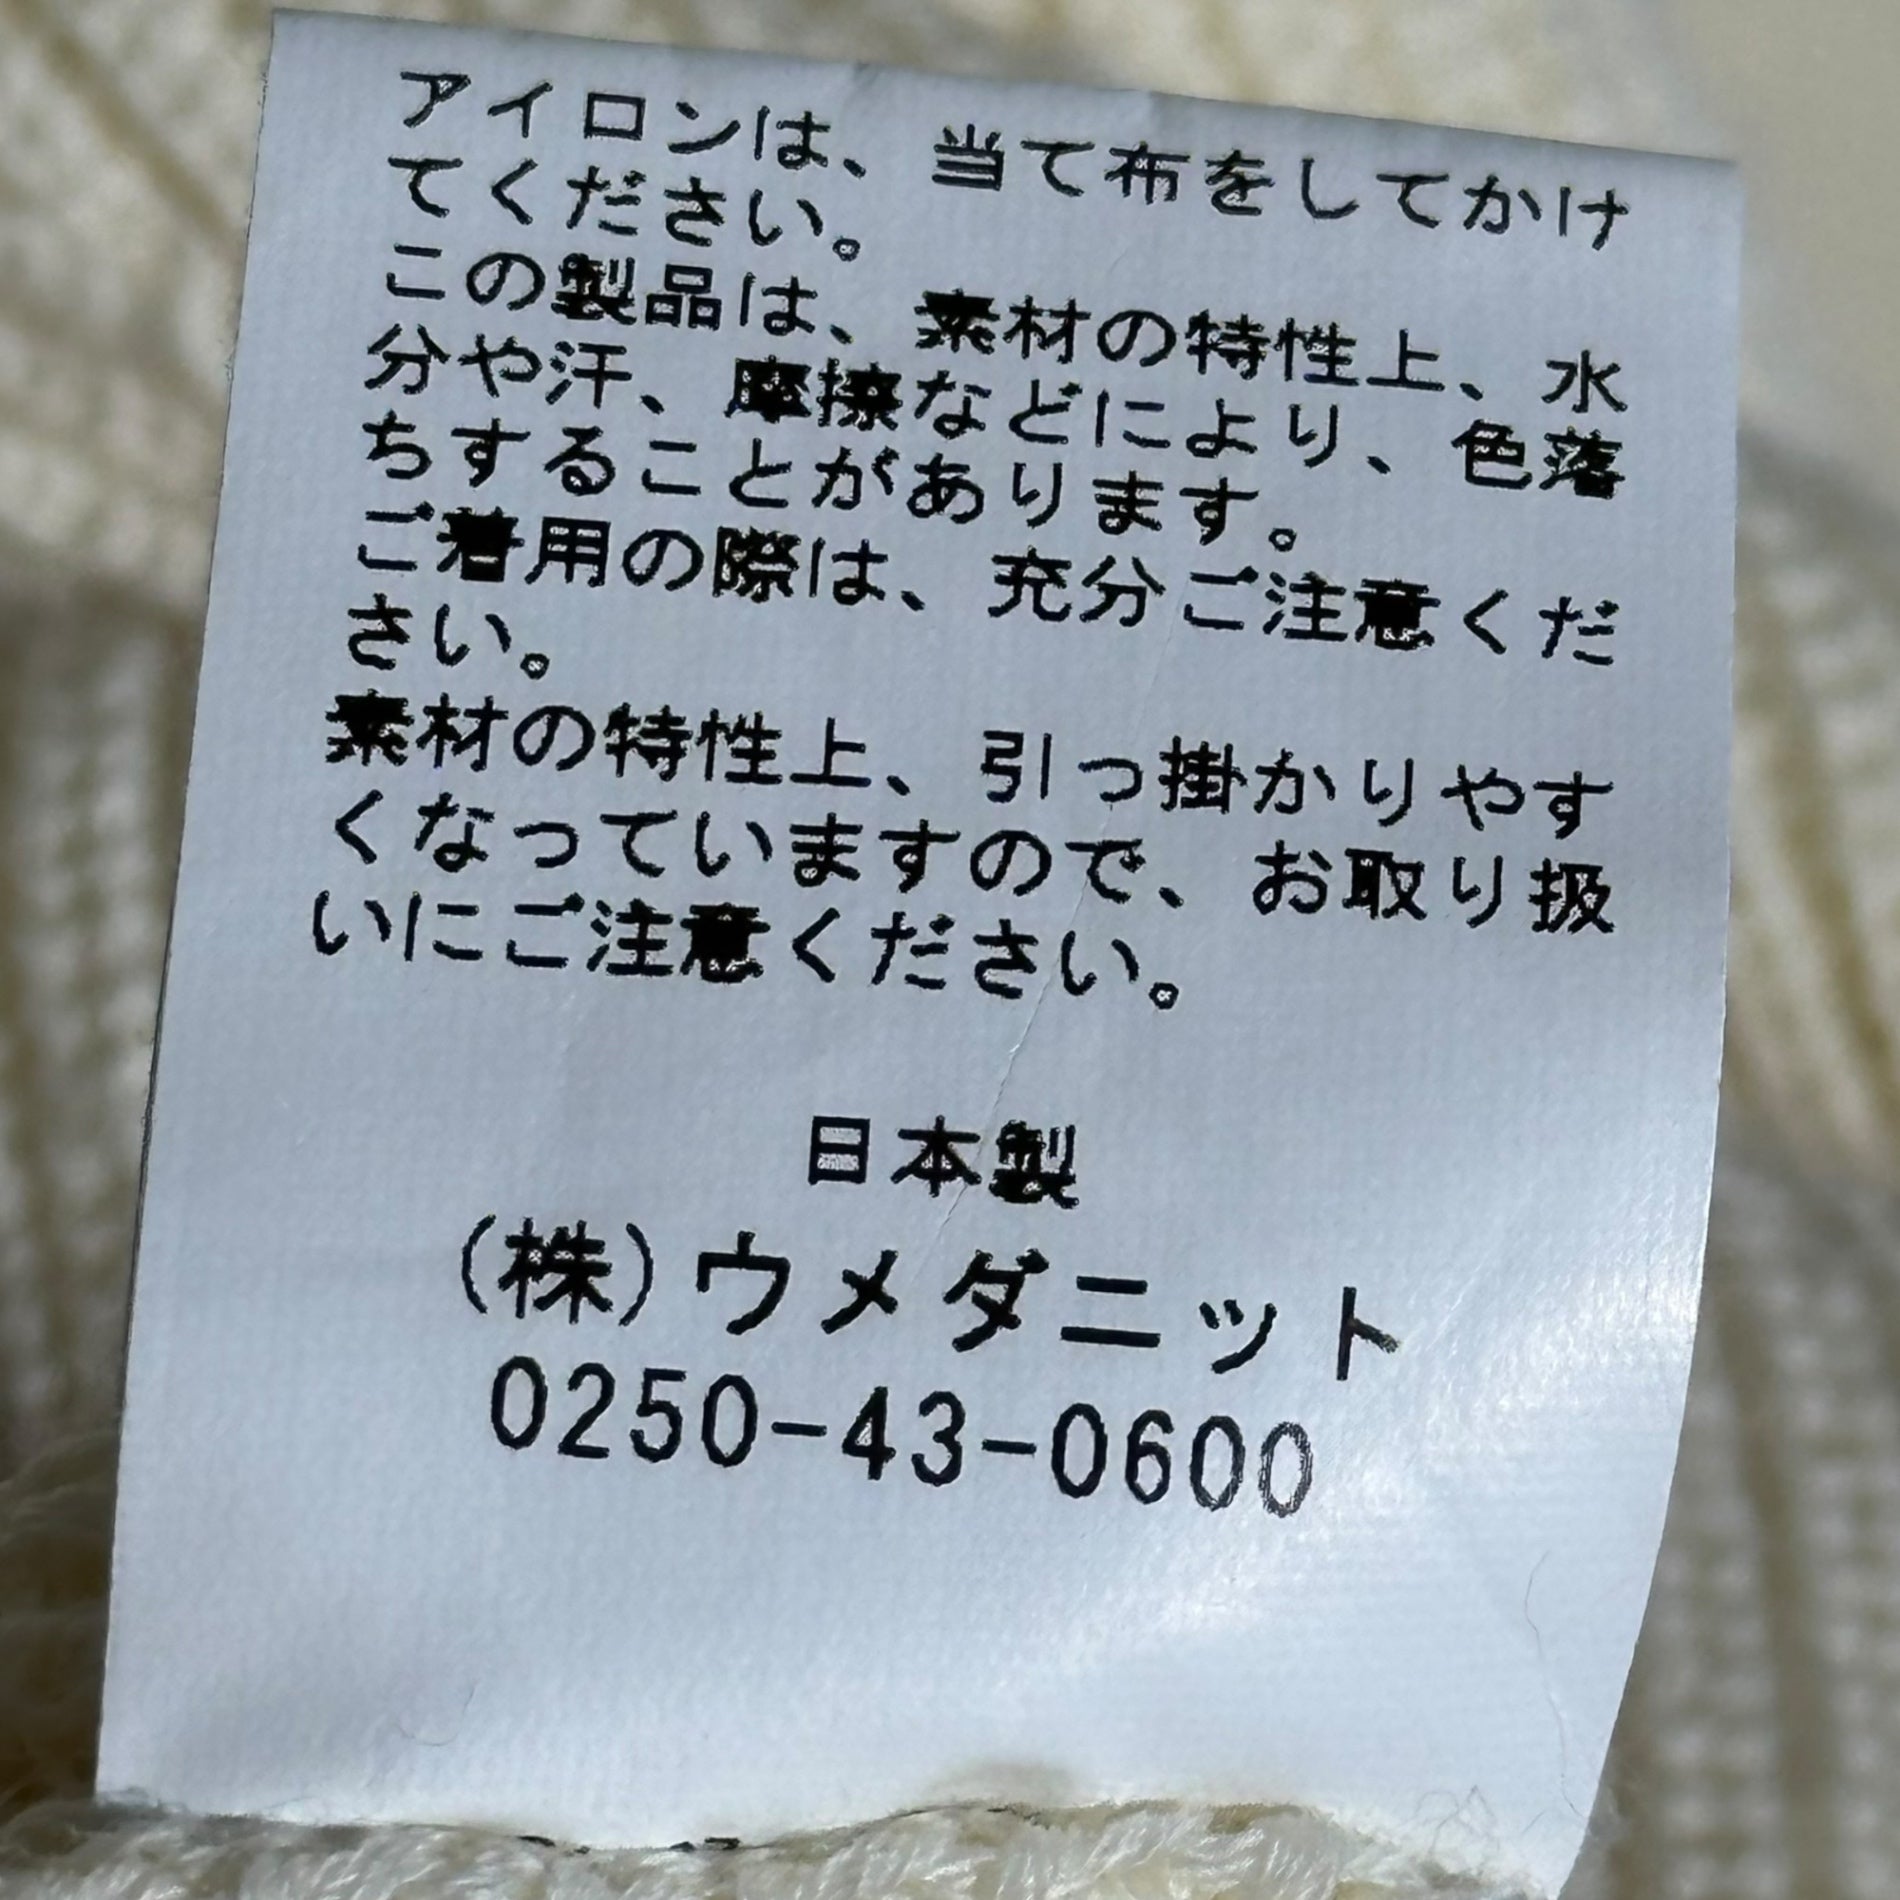 アイロンは、当て布をしてかけ
てください。
この製品は、素材の特性上、水
分や汗、摩擦などにより、色落
ちすることがあります。
ご着用の際は、充分ご注意くだ
さい。
素材の特性上、引っ掛かりやす
くなっていますので、お取り扱
いにご注意ください。
日本製
(株)ウメダニット
0250-43-0600